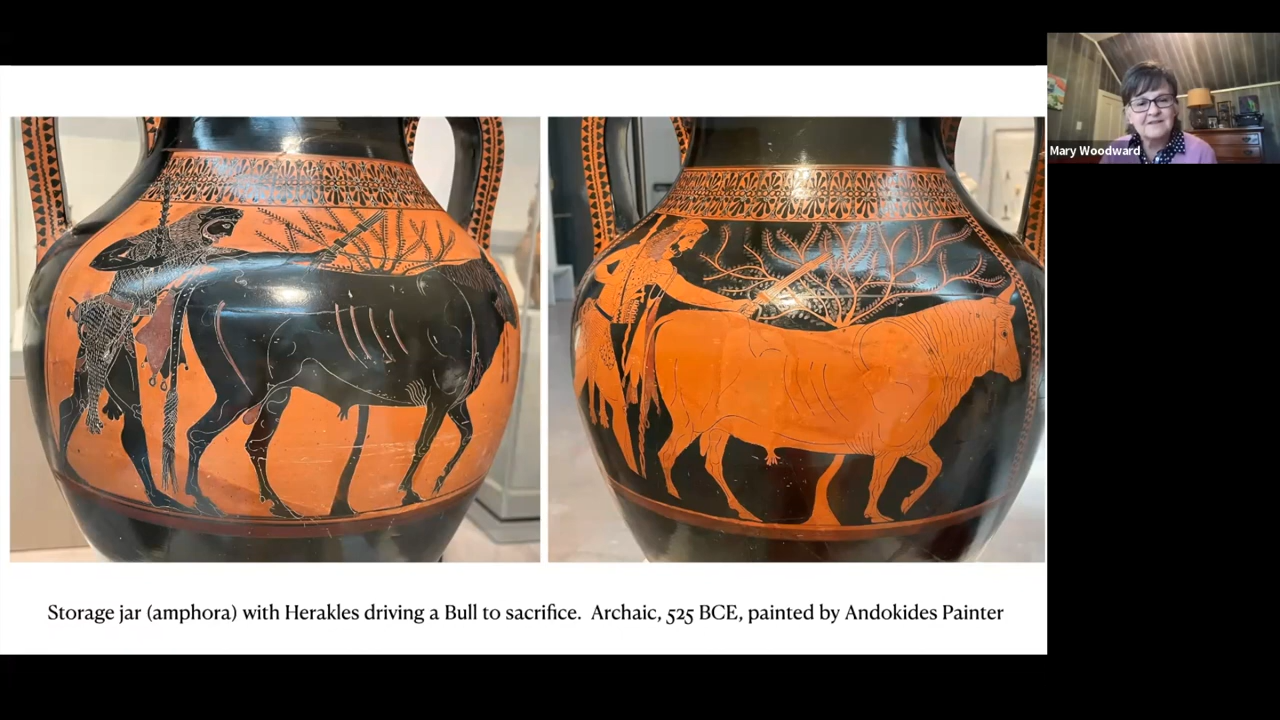 Mary Woodward
Storage jar (amphora) with Herakles driving a Bull to sacrifice. Archaic, 525 BCE, painted by Andokides Painter